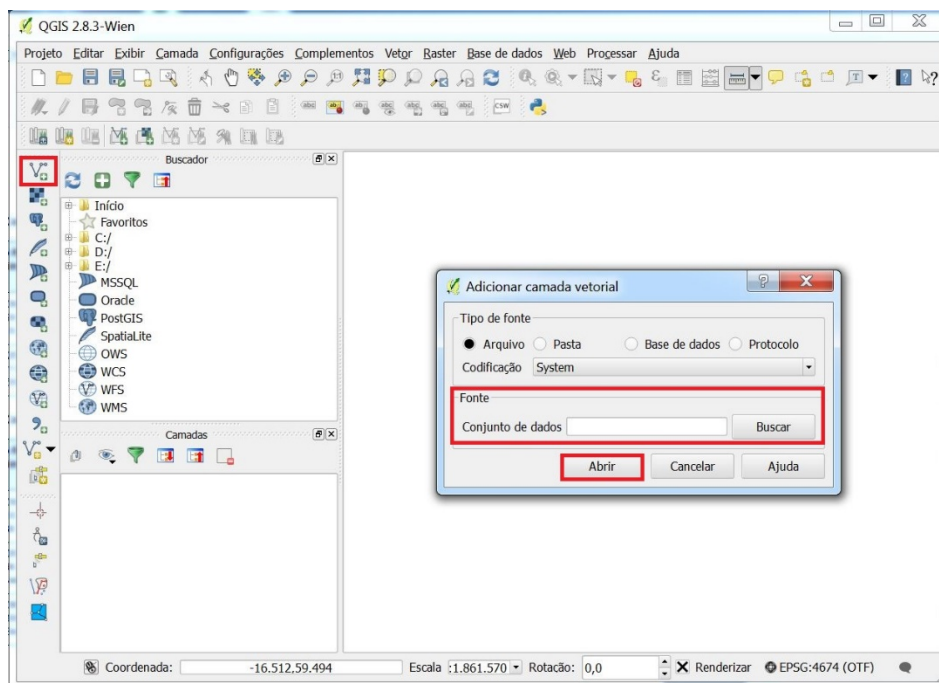 QGIS 2.8.3-Wien
Projeto Editar Exibir Camada Configurações Complementos Vetor Raster Base de dados Web Processar Ajuda
CSW
Buscador
Início
Favoritos
C:/
D:/
E:/
MSSQL
Oracle
PostGIS
SpatiaLite
OWS
WCS
WFS
WMS
Camadas
Adicionar camada vetorial
Tipo de fonte
Arquivo Pasta Base de dados Protocolo
Codificação System
Fonte
Conjunto de dados Buscar
Abrir Cancelar Ajuda
Coordenada: -16.512,59.494 Escala :1.861.570 Rotacão: 0,0 Renderizar EPSG:4674 (OTF)